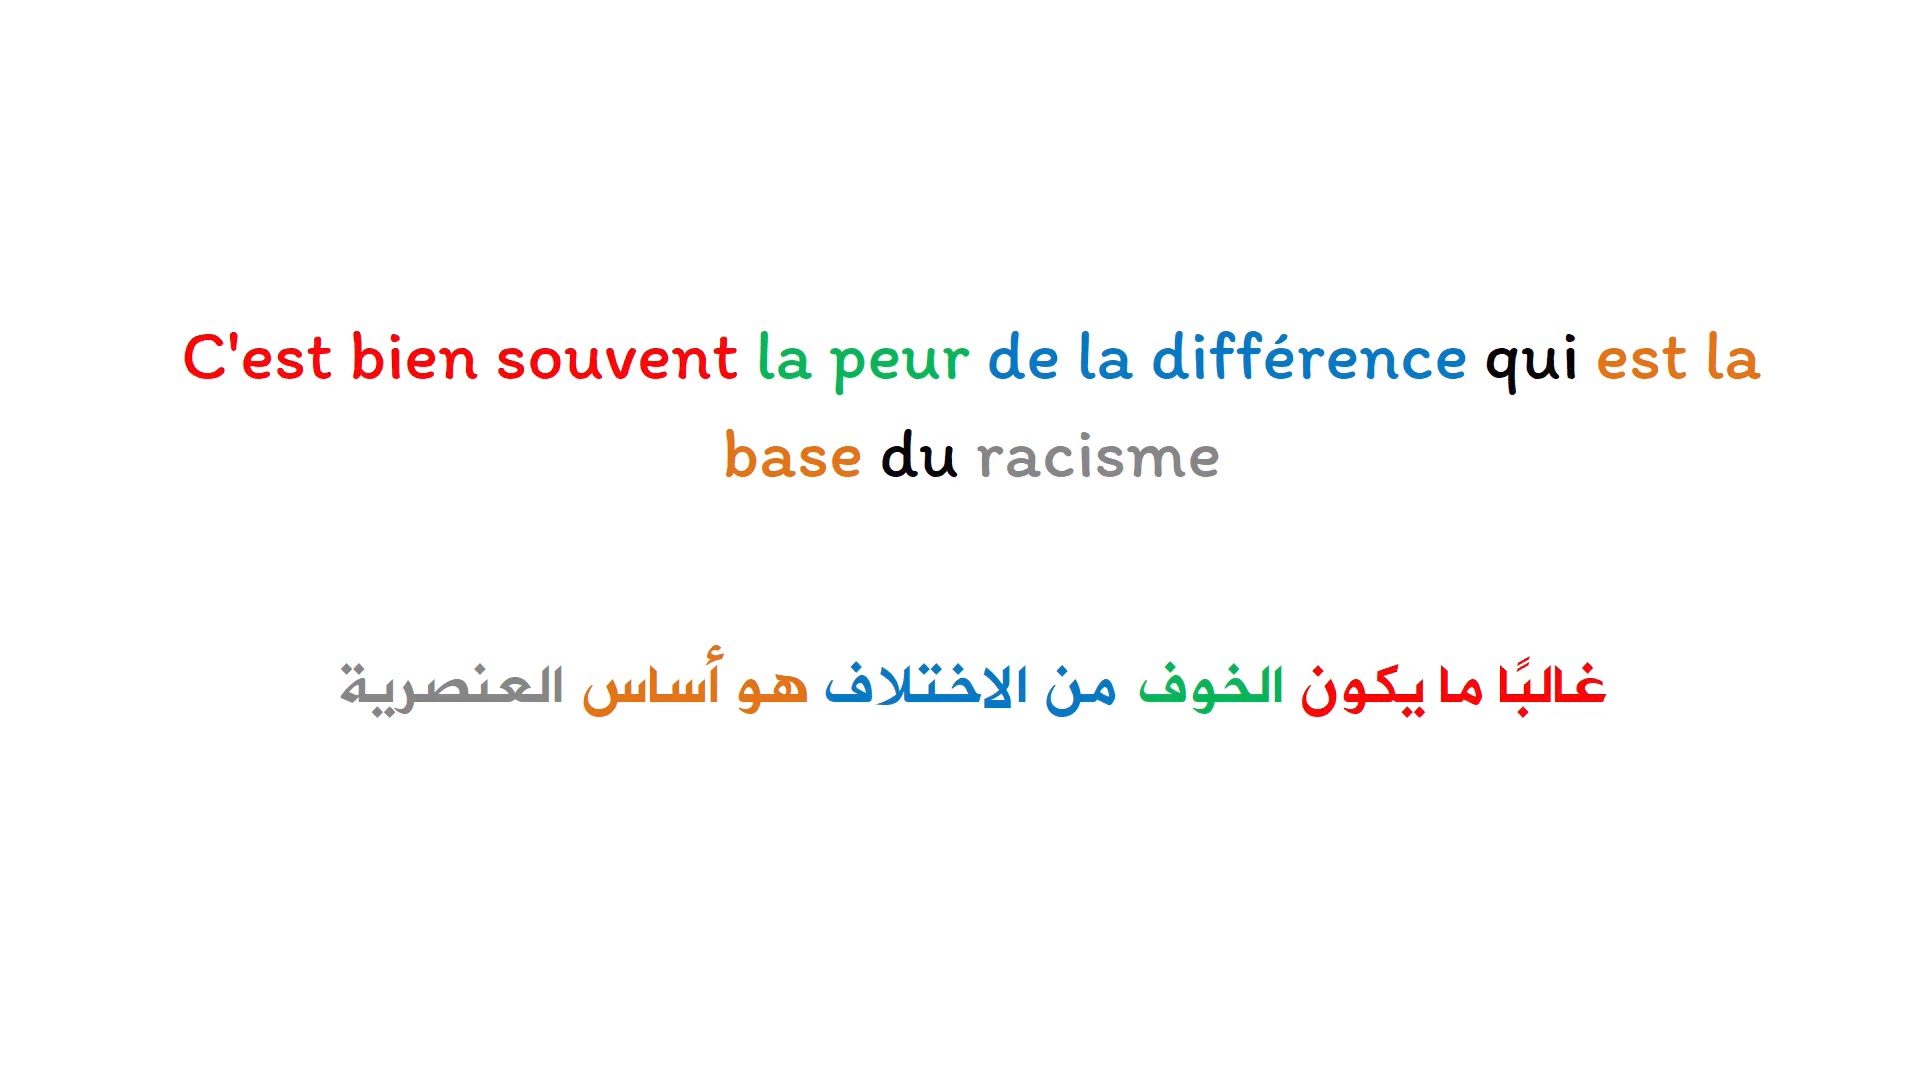 C'est bien souvent la peur de la différence qui est la
base du racisme
غالبًا ما يكون الخوف من الاختلاف هو أساس العنصرية